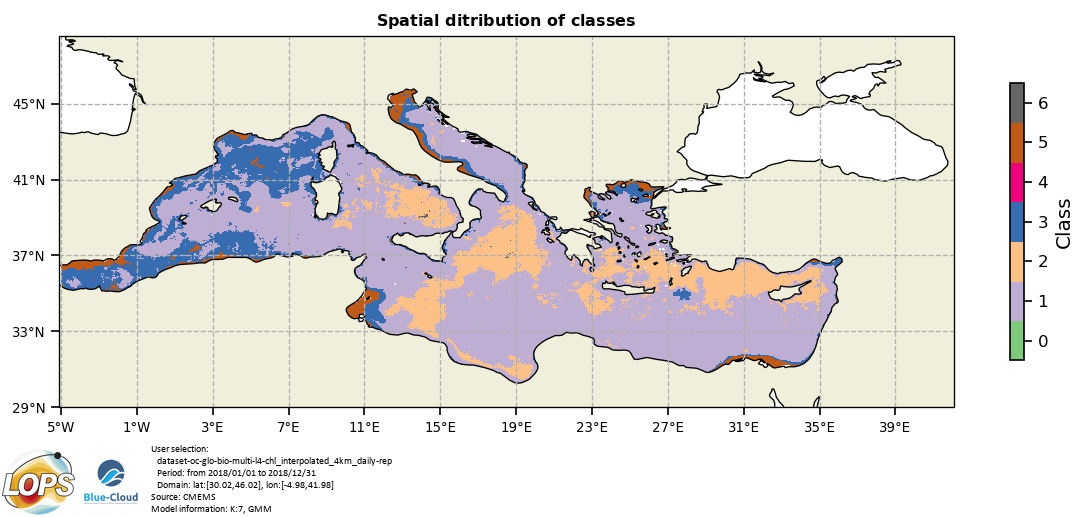 Spatial ditribution of classes
45°N
41°N
37°N
33°N
29°N
5°W 1°W 3°E 7°E 11°E 15°E 19°E 23°E 27°E 31°E 35°E 39°E
6
5
4
3
2
1
0
Class
LOPS
Blue-Cloud
User selection:
dataset-oc-glo-bio-multi-l4-chl_interpolated_4km_daily-rep
Period: from 2018/01/01 to 2018/12/31
Domain: lat:[30.02,46.02], lon:[-4.98,41.98]
Source: CMEMS
Model information: K:7, GMM